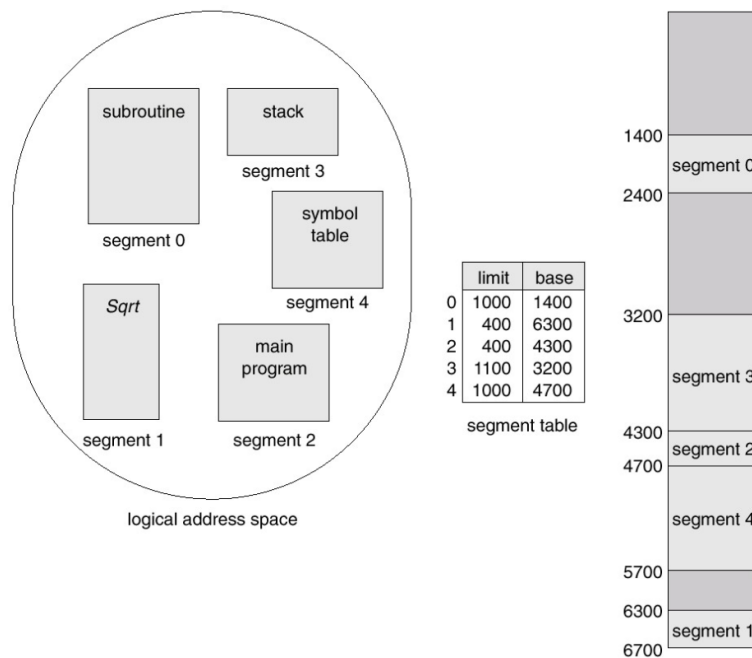 subroutine
segment 0
stack
segment 3
symbol
table
segment 4
Sqrt
segment 1
main
program
segment 2
logical address space
limit base
0 1000 1400
1 400 6300
2 400 4300
3 1100 3200
4 1000 4700
segment table
1400
segment 0
2400
3200
segment 3
4300
segment 2
4700
segment 4
5700
6300
segment 1
6700